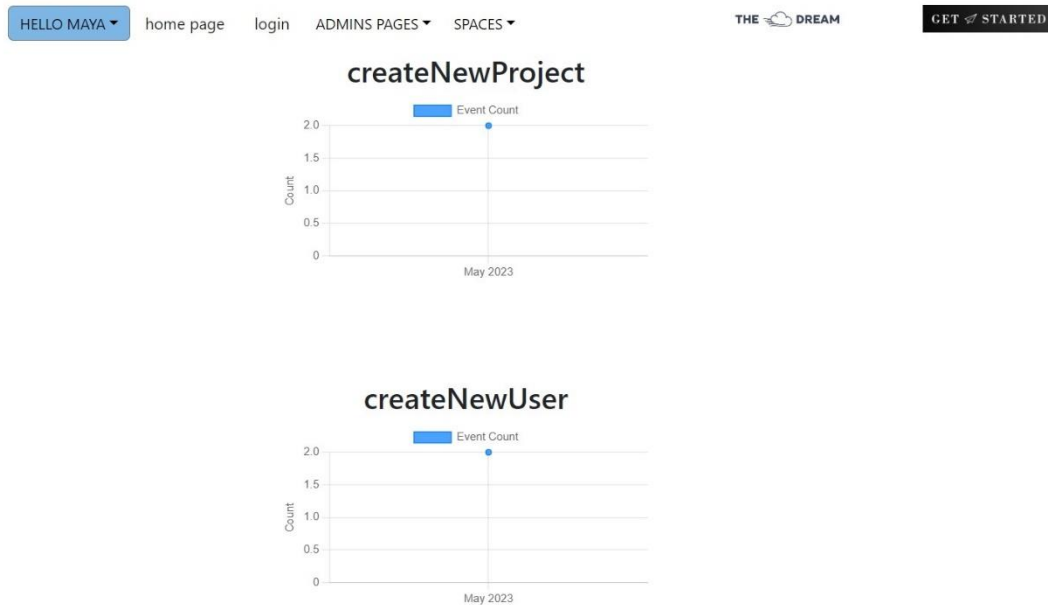 HELLO MAYA home page login ADMINS PAGES SPACES THE DREAM GET STARTED
createNewProject
Event Count
2.0
1.5
1.0
0.5
0
Count
May 2023
createNewUser
Event Count
2.0
1.5
1.0
0.5
0
Count
May 2023